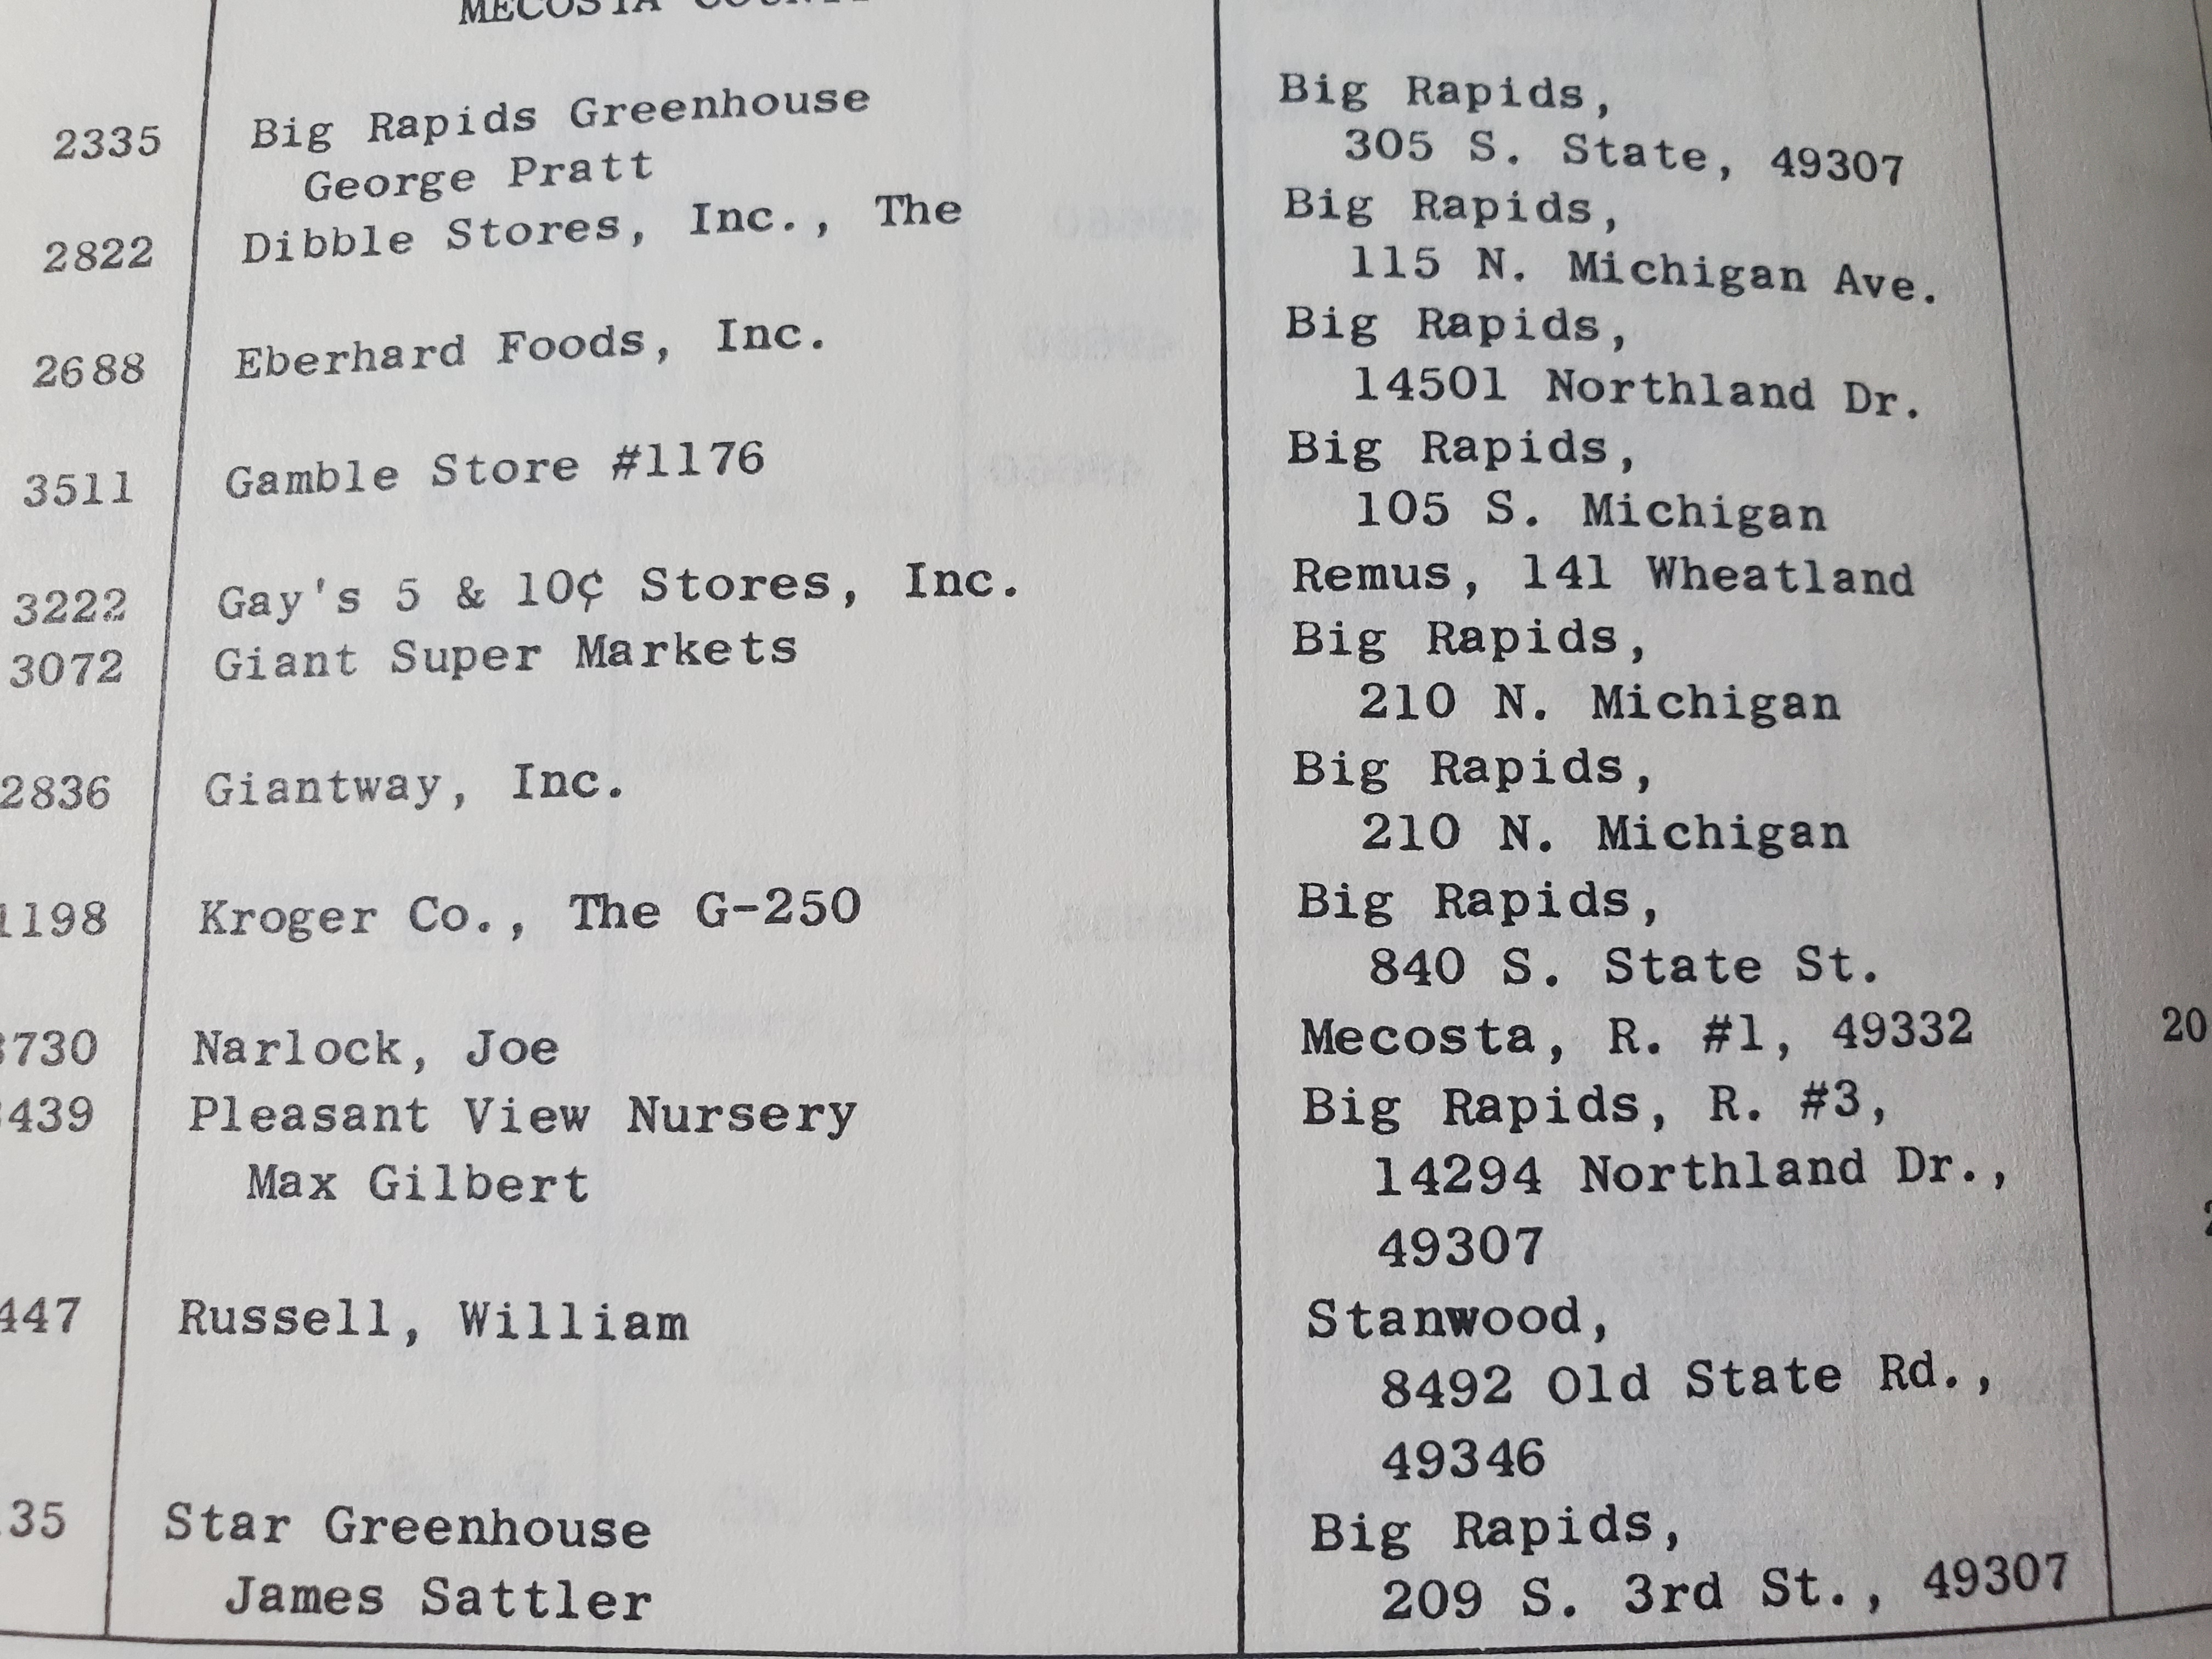 MECOSTA COUNTY
2335 Big Rapids Greenhouse Big Rapids,
George Pratt 305 S. State, 49307
2822 Dibble Stores, Inc., The Big Rapids,
115 N. Michigan Ave.
2688 Eberhard Foods, Inc. Big Rapids,
14501 Northland Dr.
3511 Gamble Store #1176 Big Rapids,
105 S. Michigan
3222 Gay's 5 & 10¢ Stores, Inc. Remus, 141 Wheatland
3072 Giant Super Markets Big Rapids,
210 N. Michigan
2836 Giantway, Inc. Big Rapids,
210 N. Michigan
1198 Kroger Co., The G-250 Big Rapids,
840 S. State St.
730 Narlock, Joe Mecosta, R. #1, 49332 20
439 Pleasant View Nursery Big Rapids, R. #3,
Max Gilbert 14294 Northland Dr.,
49307
447 Russell, William Stanwood,
8492 Old State Rd.,
49346
35 Star Greenhouse Big Rapids,
James Sattler 209 S. 3rd St., 49307